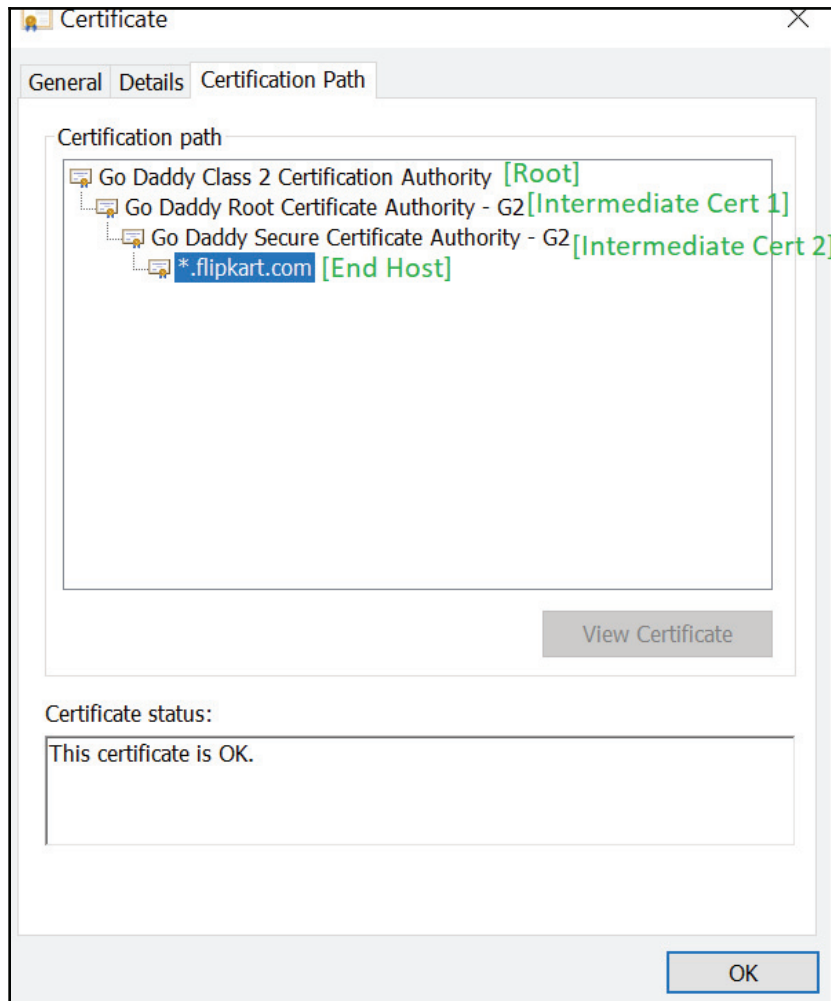 Certificate
General Details Certification Path
Certification path
Go Daddy Class 2 Certification Authority [Root]
Go Daddy Root Certificate Authority - G2 [Intermediate Cert 1]
Go Daddy Secure Certificate Authority - G2 [Intermediate Cert 2]
*.flipkart.com [End Host]
View Certificate
Certificate status:
This certificate is OK.
OK